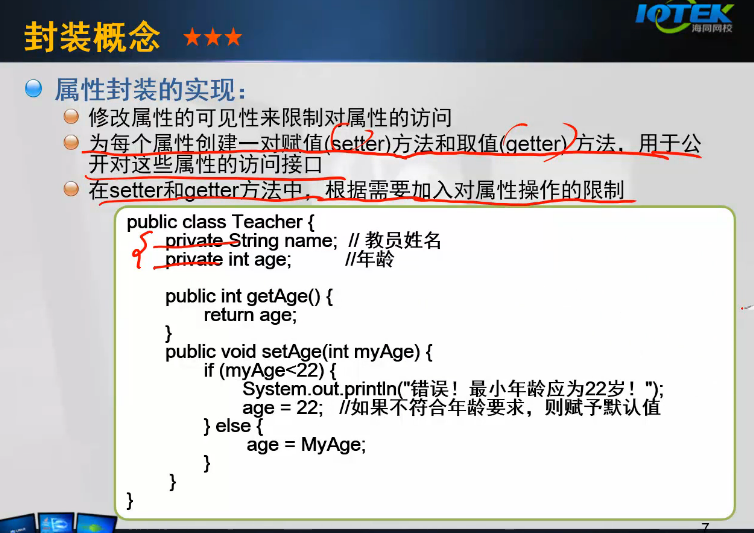 封装概念 ★★★
IOTEK
海同网校
属性封装的实现：
修改属性的可见性来限制对属性的访问
为每个属性创建一对赋值(setter)方法和取值(getter)方法，用于公
开对这些属性的访问接口
在setter和getter方法中，根据需要加入对属性操作的限制
public class Teacher {
private String name; // 教员姓名
private int age; //年龄
public int getAge() {
return age;
}
public void setAge(int myAge) {
if (myAge<22) {
System.out.println("错误！最小年龄应为22岁！");
age = 22; //如果不符合年龄要求，则赋予默认值
} else {
age = MyAge;
}
}
}
7